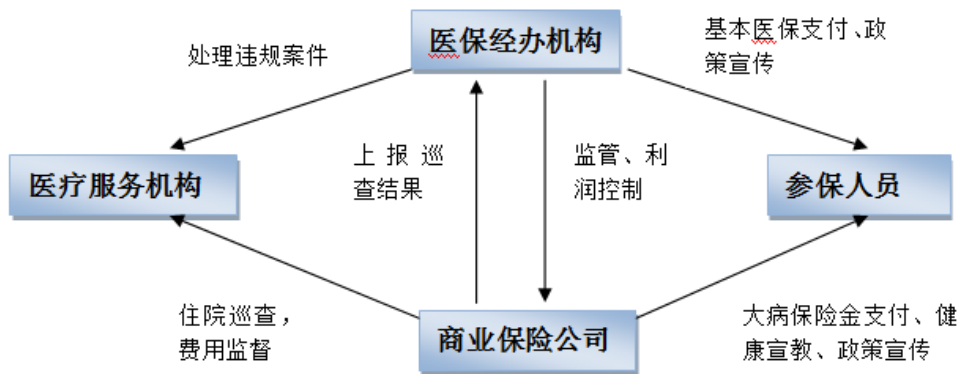 医保经办机构
基本医保支付、政
策宣传
处理违规案件
上报巡
查结果
监管、利
润控制
医疗服务机构
参保人员
住院巡查，
费用监督
商业保险公司
大病保险金支付、健
康宣教、政策宣传